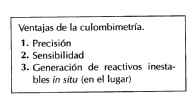 Ventajas de la culombimetría.
1. Precisión
2. Sensibilidad
3. Generación de reactivos inesta-
bles in situ (en el lugar)